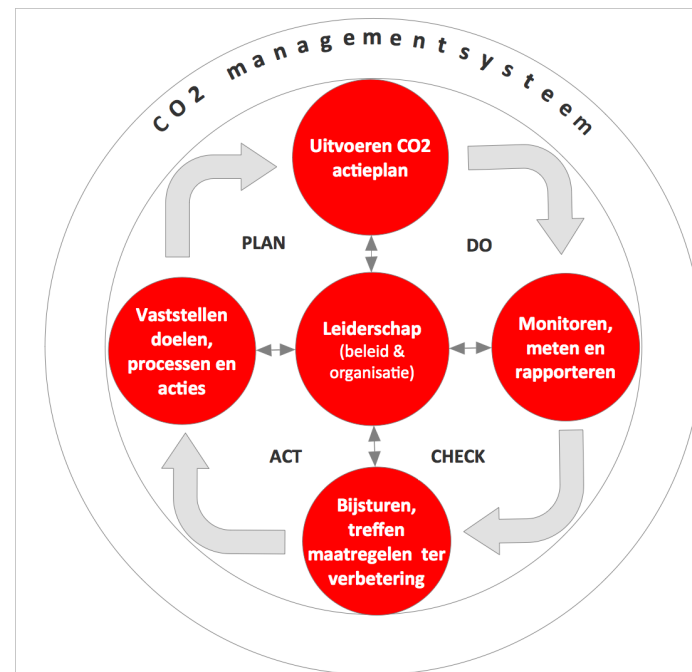 CO2 managementsysteem
Uitvoeren CO2
actieplan
PLAN
DO
Vaststellen
doelen,
processen en
acties
Leiderschap
(beleid &
organisatie)
Monitoren,
meten en
rapporteren
ACT
CHECK
Bijsturen,
treffen
maatregelen ter
verbetering